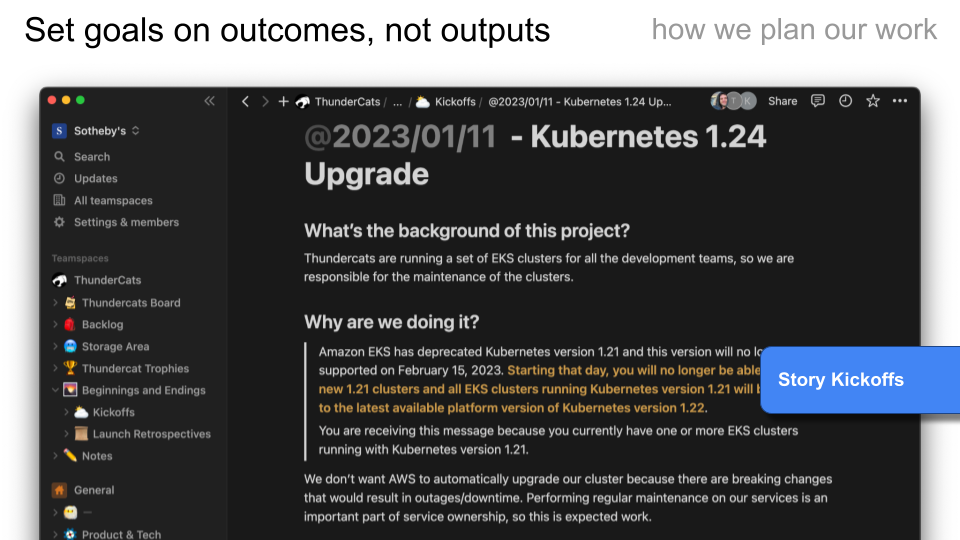 Set goals on outcomes, not outputs
how we plan our work
Sotheby's
Search
Updates
All teamspaces
Settings & members
Teamspaces
ThunderCats
Thundercats Board
Backlog
Storage Area
Thundercat Trophies
Beginnings and Endings
Kickoffs
Launch Retrospectives
Notes
General
Product & Tech
ThunderCats / ... / Kickoffs / @2023/01/11 - Kubernetes 1.24 Up...
T K Share
@2023/01/11 - Kubernetes 1.24
Upgrade
What's the background of this project?
Thundercats are running a set of EKS clusters for all the development teams, so we are
responsible for the maintenance of the clusters.
Why are we doing it?
Amazon EKS has deprecated Kubernetes version 1.21 and this version will no
supported on February 15, 2023. Starting that day, you will no longer be able
new 1.21 clusters and all EKS clusters running Kubernetes version 1.21 will
to the latest available platform version of Kubernetes version 1.22.
You are receiving this message because you currently have one or more EKS clusters
running with Kubernetes version 1.21.
We don't want AWS to automatically upgrade our cluster because there are breaking changes
that would result in outages/downtime. Performing regular maintenance on our services is an
important part of service ownership, so this is expected work.
Story Kickoffs